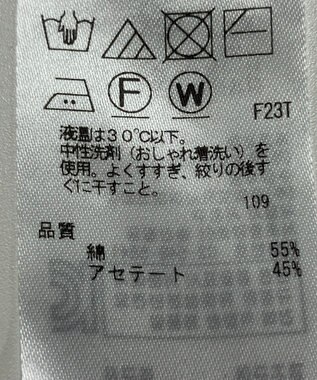 F W
F23T
液温は30℃以下。
中性洗剤（おしゃれ着洗い）を
使用。よくすすぎ、絞りの後す
ぐに干すこと。
109
品質
綿 55%
アセテート 45%